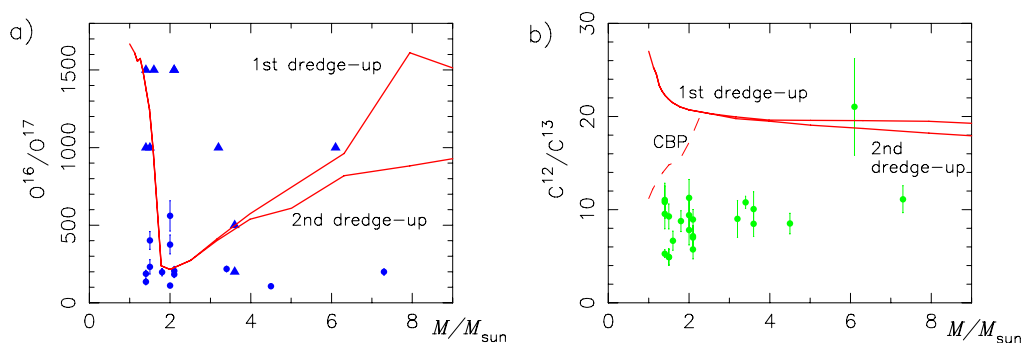 a)
O¹⁶/O¹⁷
1500
1000
500
0
1st dredge-up
2nd dredge-up
0 2 4 6 8
M/Msun
b)
C¹²/C¹³
30
20
10
0
1st dredge-up
CBP
2nd
dredge-up
0 2 4 6 8
M/Msun